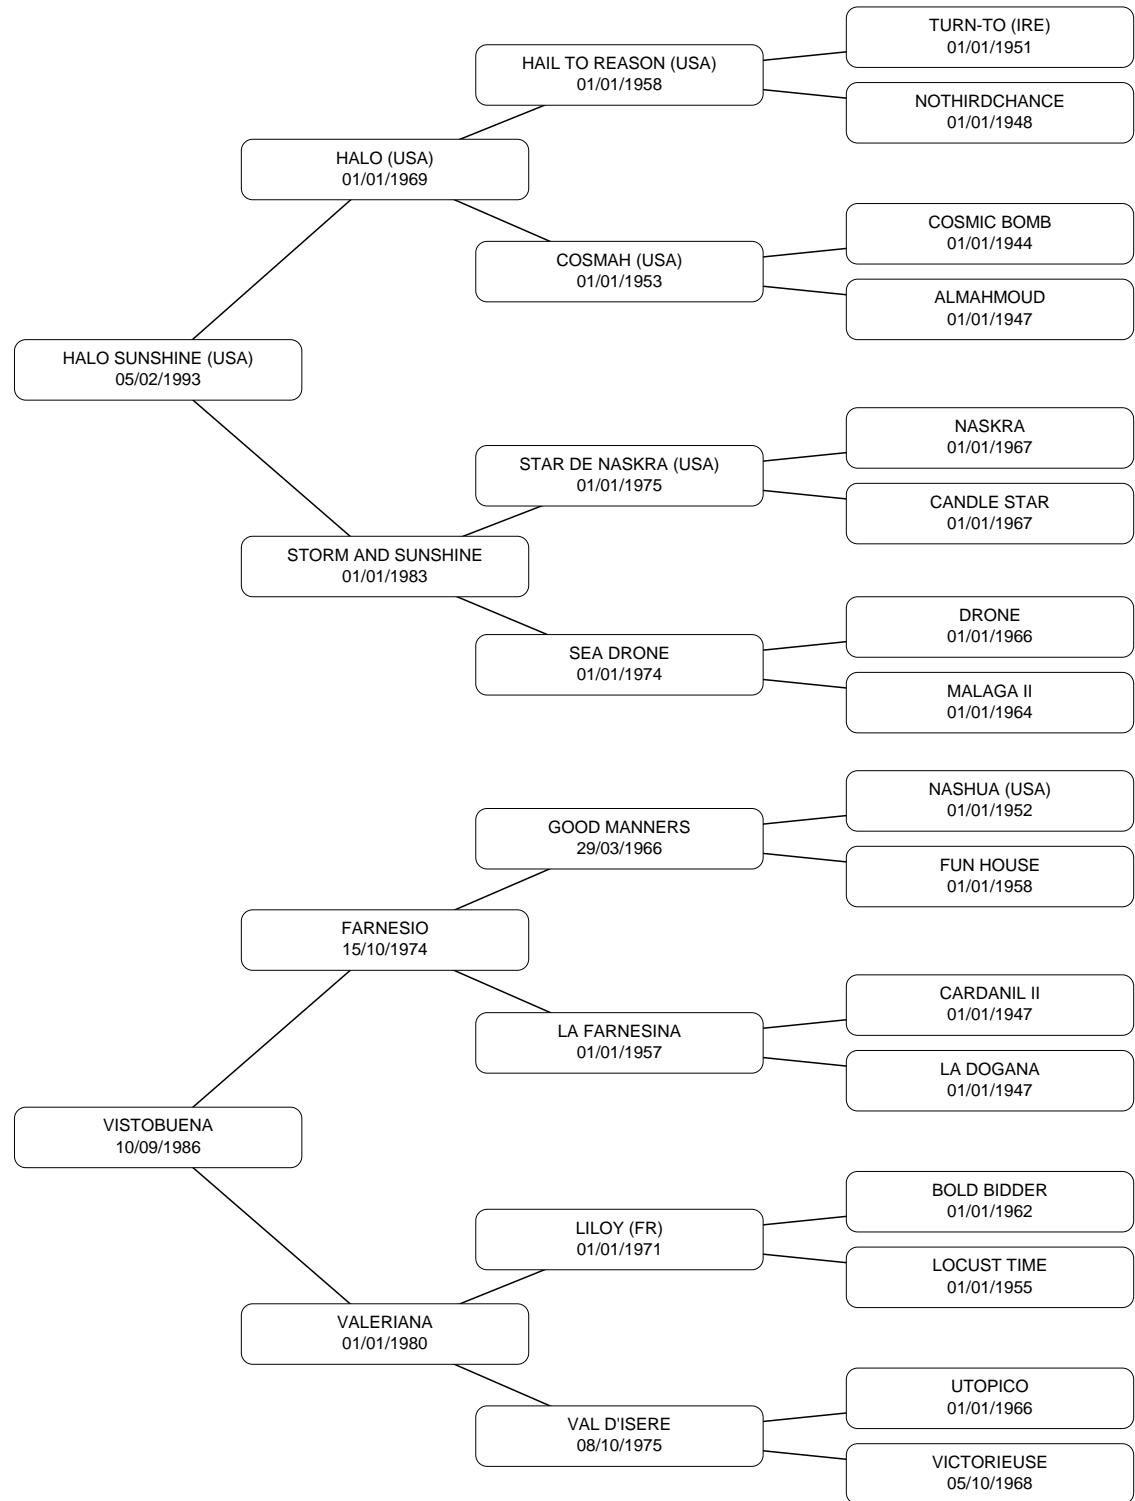 TURN-TO (IRE)
01/01/1951
HAIL TO REASON (USA)
01/01/1958
NOTHIRDCHANCE
01/01/1948
HALO (USA)
01/01/1969
COSMIC BOMB
01/01/1944
COSMAH (USA)
01/01/1953
ALMAHMOUD
01/01/1947
HALO SUNSHINE (USA)
05/02/1993
NASKRA
01/01/1967
STAR DE NASKRA (USA)
01/01/1975
CANDLE STAR
01/01/1967
STORM AND SUNSHINE
01/01/1983
DRONE
01/01/1966
SEA DRONE
01/01/1974
MALAGA II
01/01/1964
NASHUA (USA)
01/01/1952
GOOD MANNERS
29/03/1966
FUN HOUSE
01/01/1958
FARNESIO
15/10/1974
CARDANIL II
01/01/1947
LA FARNESINA
01/01/1957
LA DOGANA
01/01/1947
VISTOBUENA
10/09/1986
BOLD BIDDER
01/01/1962
LILOY (FR)
01/01/1971
LOCUST TIME
01/01/1955
VALERIANA
01/01/1980
UTOPICO
01/01/1966
VAL D'ISERE
08/10/1975
VICTORIEUSE
05/10/1968